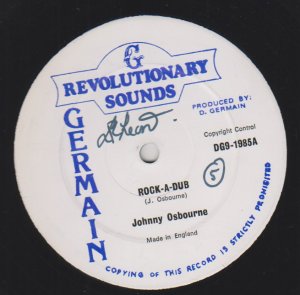 G
REVOLUTIONARY
SOUNDS
GERMAIN
PRODUCED BY:
D. GERMAIN
Copyright Control
DG9-1985A
5
ROCK-A-DUB
(J. Osbourne)
Johnny Osbourne
Made in England
COPYING OF THIS RECORD IS STRICTLY PROHIBITED